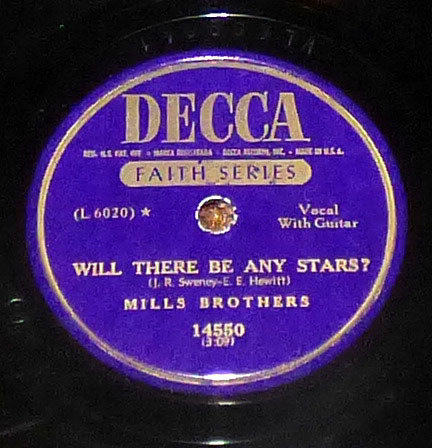 DECCA
REG. U.S. PAT. OFF. • MARCA REGISTRADA • DECCA RECORDS, INC. • MADE IN U.S.A.
FAITH SERIES
(L 6020) ★
Vocal
With Guitar
WILL THERE BE ANY STARS?
(J. R. Sweney-E. E. Hewitt)
MILLS BROTHERS
14550
(3:09)